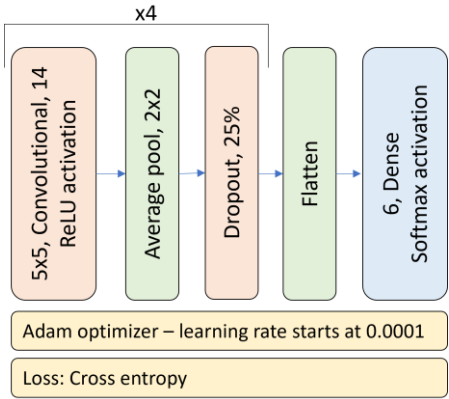 x4
5x5, Convolutional, 14
ReLU activation
Average pool, 2x2
Dropout, 25%
Flatten
6, Dense
Softmax activation
Adam optimizer – learning rate starts at 0.0001
Loss: Cross entropy